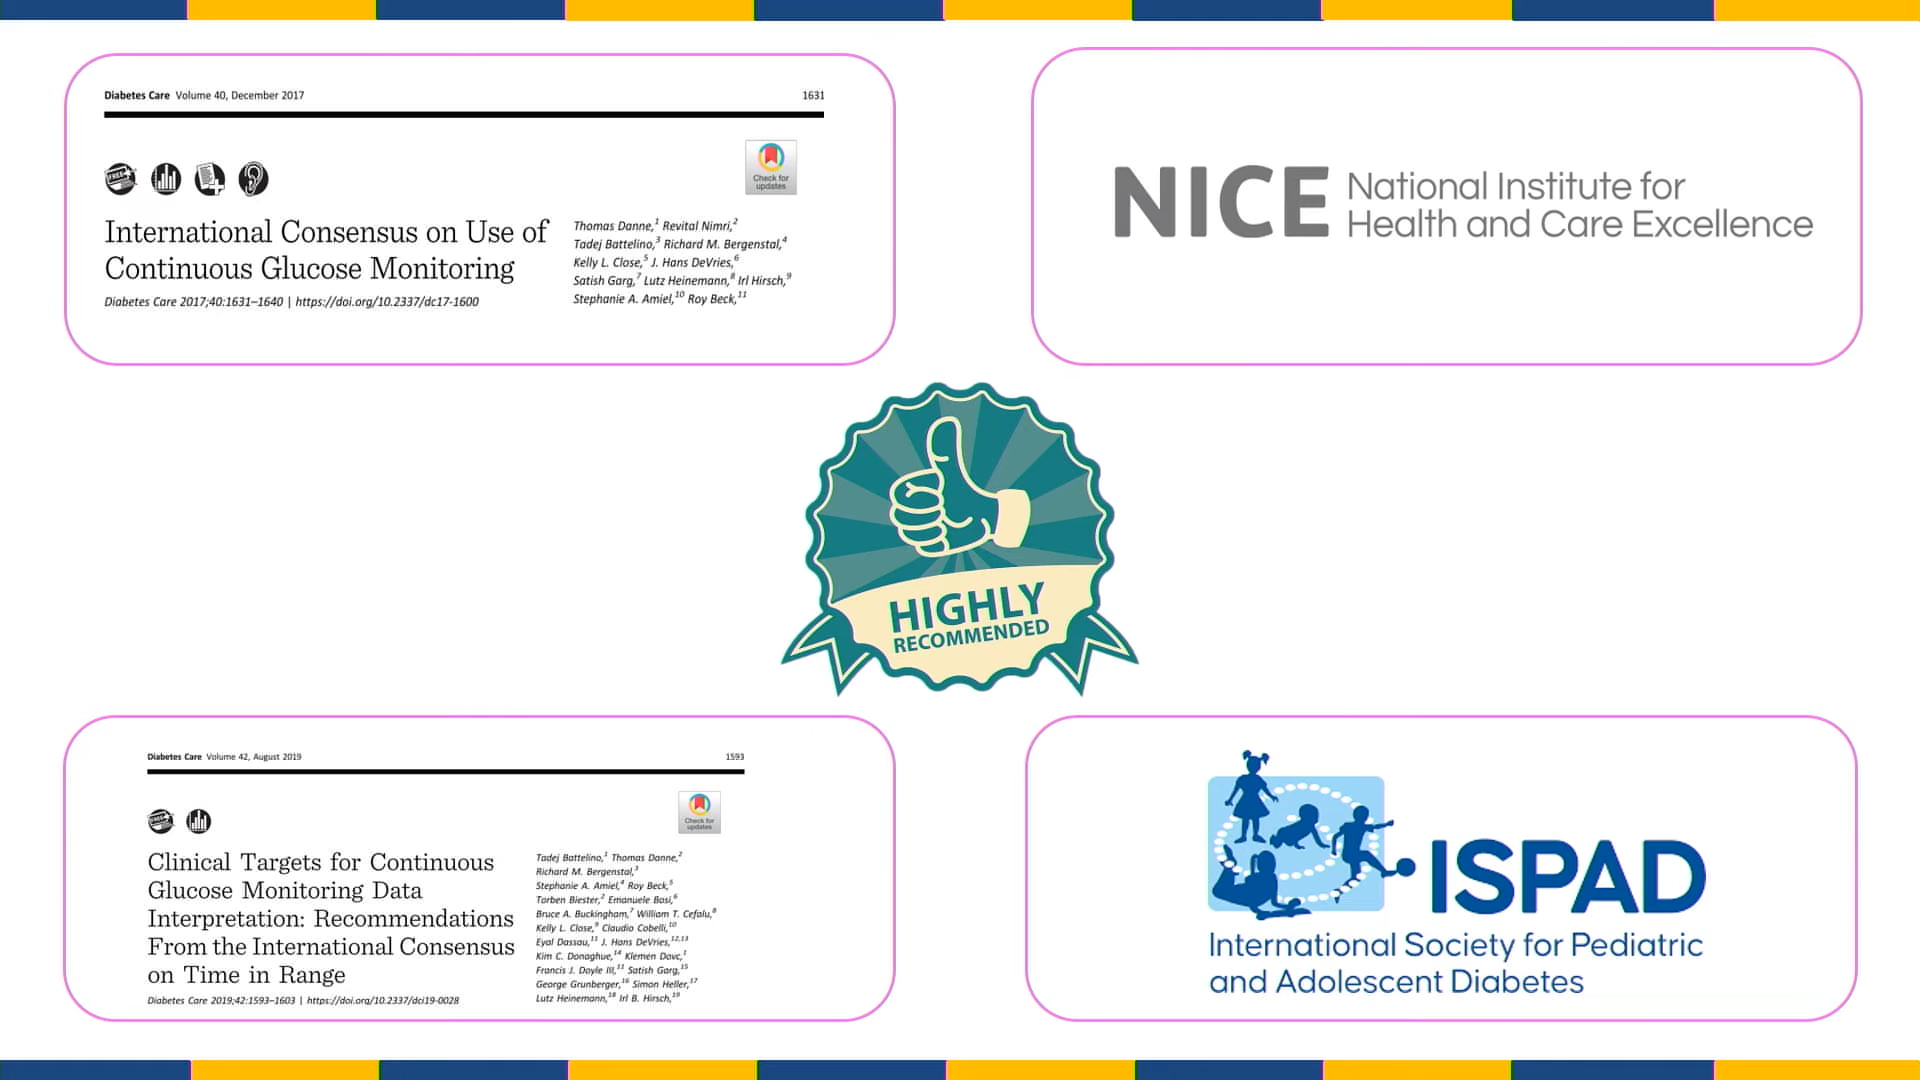 Diabetes Care Volume 40, December 2017 1631
Check for
updates
International Consensus on Use of
Continuous Glucose Monitoring
Diabetes Care 2017;40:1631–1640 | https://doi.org/10.2337/dc17-1600
Thomas Danne,1 Revital Nimri,2
Tadej Battelino,3 Richard M. Bergenstal,4
Kelly L. Close,5 J. Hans DeVries,6
Satish Garg,7 Lutz Heinemann,8 Irl Hirsch,9
Stephanie A. Amiel,10 Roy Beck,11
NICE National Institute for
Health and Care Excellence
HIGHLY
RECOMMENDED
Diabetes Care Volume 42, August 2019 1593
Check for
updates
Clinical Targets for Continuous
Glucose Monitoring Data
Interpretation: Recommendations
From the International Consensus
on Time in Range
Diabetes Care 2019;42:1593–1603 | https://doi.org/10.2337/dci19-0028
Tadej Battelino,1 Thomas Danne,2
Richard M. Bergenstal,3
Stephanie A. Amiel,4 Roy Beck,5
Torben Biester,2 Emanuele Bosi,6
Bruce A. Buckingham,7 William T. Cefalu,8
Kelly L. Close,9 Claudio Cobelli,10
Eyal Dassau,11 J. Hans DeVries,12,13
Kim C. Donaghue,14 Klemen Dovc,1
Francis J. Doyle III,11 Satish Garg,15
George Grunberger,16 Simon Heller,17
Lutz Heinemann,18 Irl B. Hirsch,19
ISPAD
International Society for Pediatric
and Adolescent Diabetes